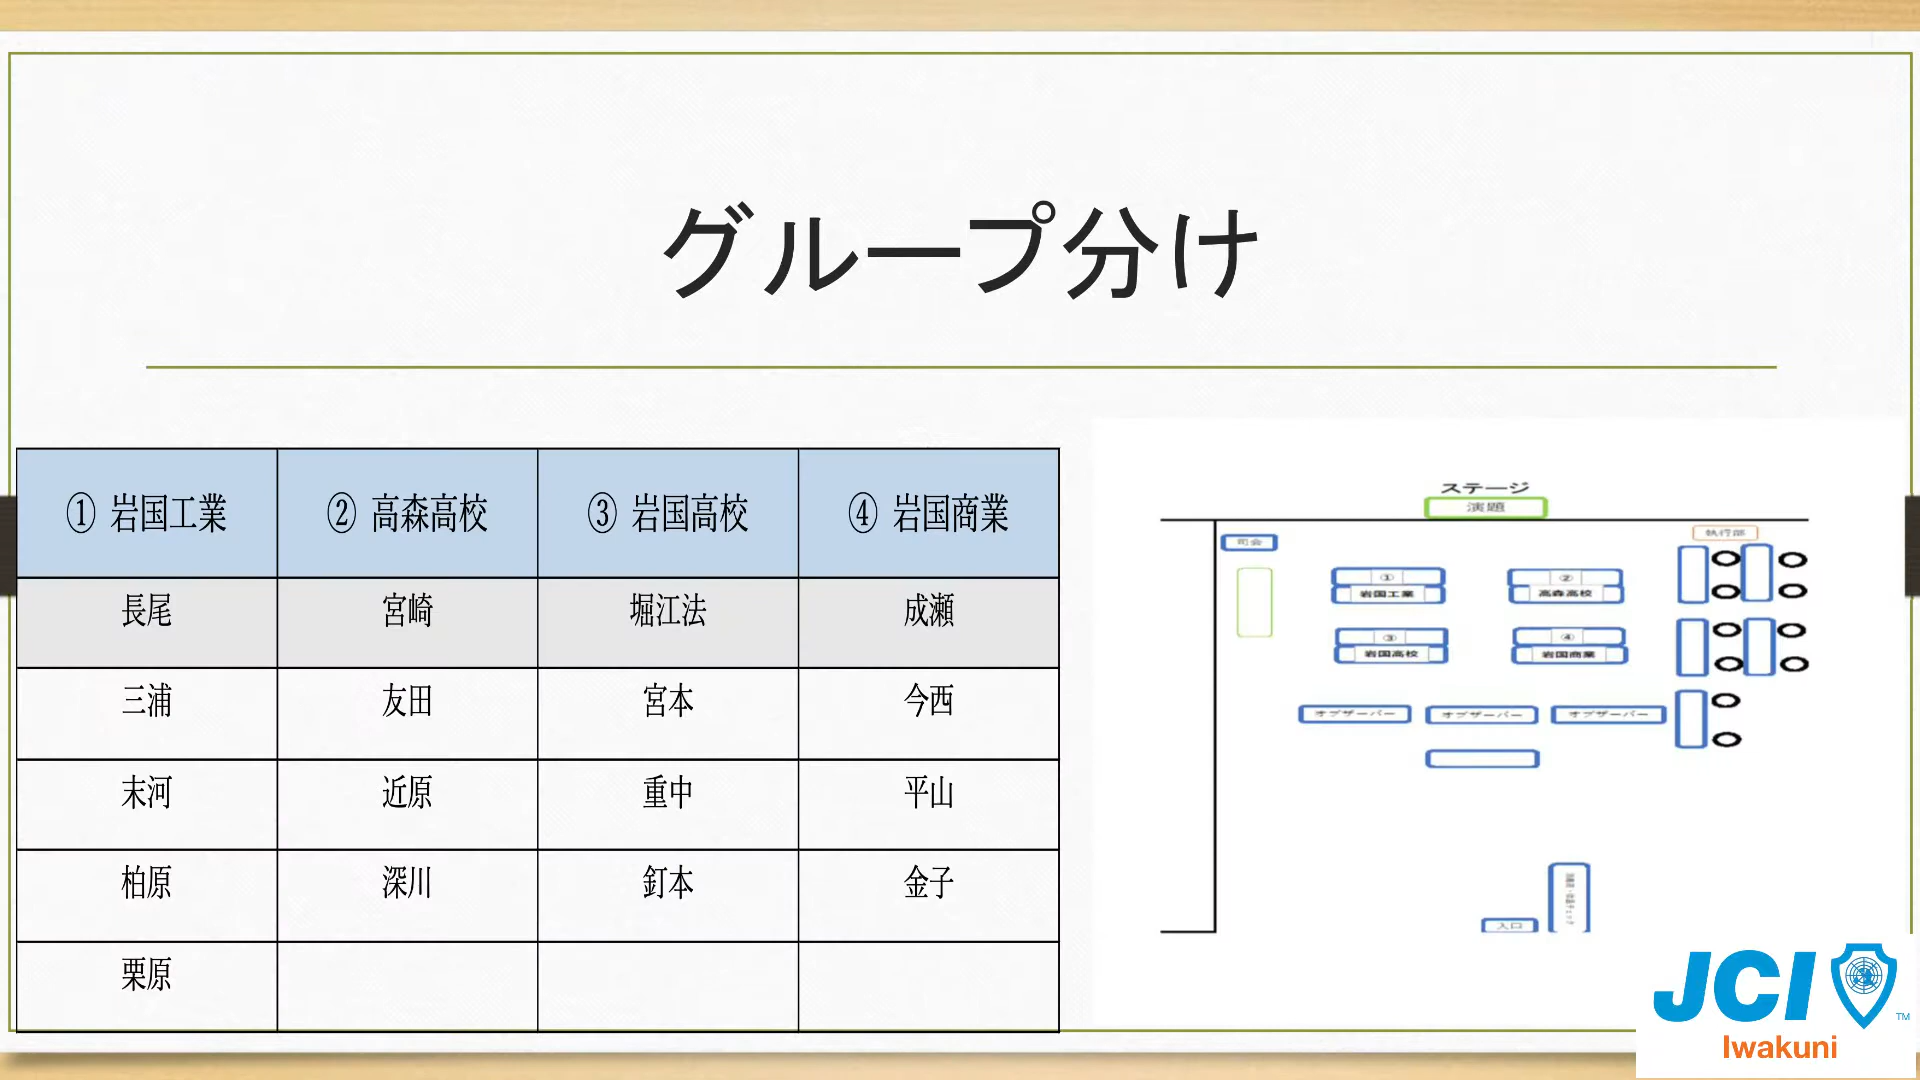 グループ分け
① 岩国工業 ② 高森高校 ③ 岩国高校 ④ 岩国商業
長尾 宮崎 堀江法 成瀬
三浦 友田 宮本 今西
末河 近原 重中 平山
柏原 深川 釘本 金子
栗原
ステージ
演題
執行部
司会
① ②
岩国工業 高森高校
③ ④
岩国高校 岩国商業
オブザーバー オブザーバー オブザーバー
入口
JCI
TM
Iwakuni